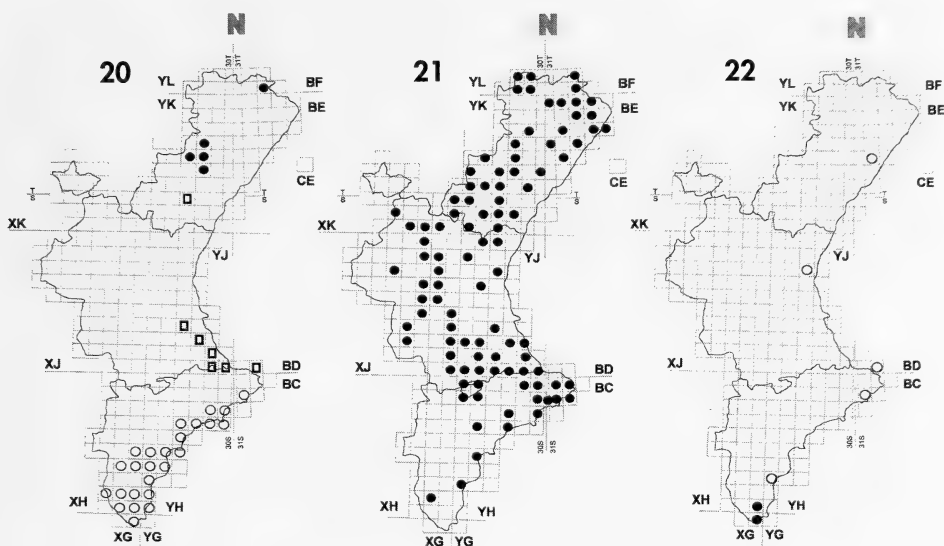 N
N
N
20
21
22
30T
31T
30T
31T
30T
31T
YL
BF
YL
BF
YL
BF
YK
BE
YK
BE
YK
BE
CE
CE
CE
T
S
T
S
T
S
T
S
T
S
T
S
XK
XK
XK
YJ
YJ
YJ
XJ
BD
XJ
BD
XJ
BD
BC
BC
BC
30S
31S
30S
31S
30S
31S
XH
YH
XH
YH
XH
YH
XG
YG
XG
YG
XG
YG